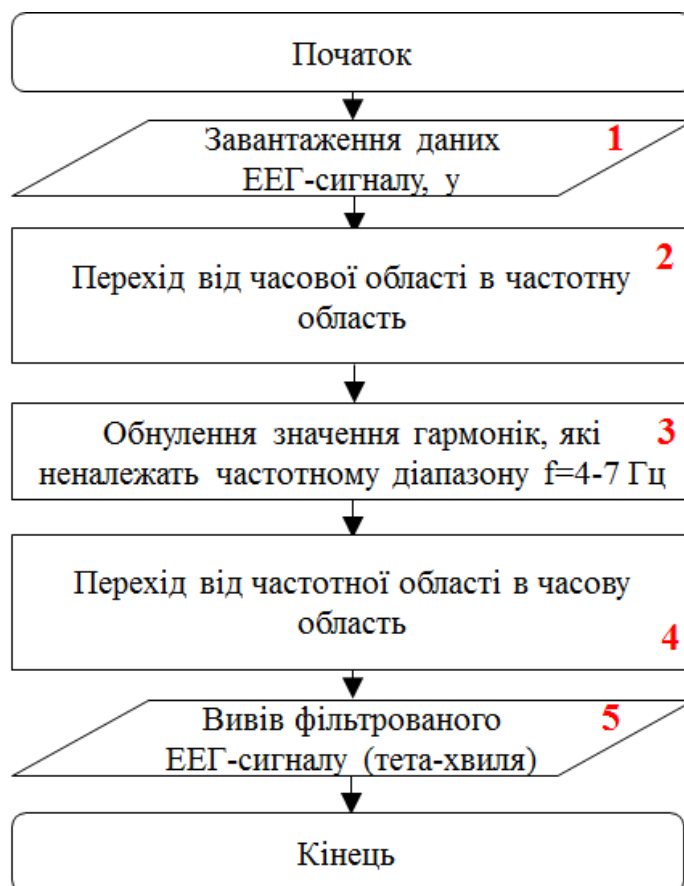 Початок
Завантаження даних 1
ЕЕГ-сигналу, y
2
Перехід від часової області в частотну
область
Обнулення значення гармонік, які 3
неналежать частотному діапазону f=4-7 Гц
Перехід від частотної області в часову
область
4
Вивів фільтрованого 5
ЕЕГ-сигналу (тета-хвиля)
Кінець